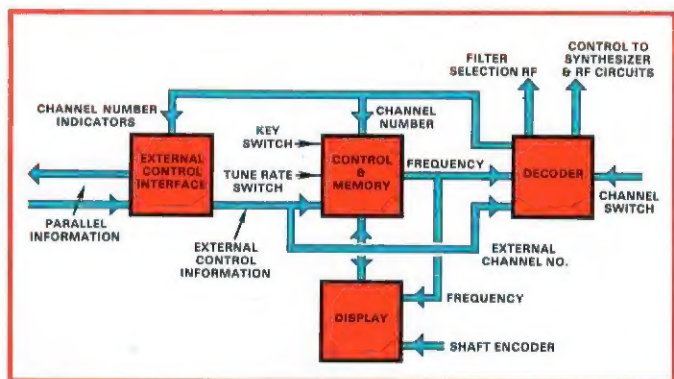 FILTER
SELECTION RF
CONTROL TO
SYNTHESIZER
& RF CIRCUITS
CHANNEL NUMBER
INDICATORS
CHANNEL
NUMBER
KEY
SWITCH
EXTERNAL
CONTROL
INTERFACE
TUNE RATE
SWITCH
CONTROL
&
MEMORY
FREQUENCY
DECODER
CHANNEL
SWITCH
PARALLEL
INFORMATION
EXTERNAL
CONTROL
INFORMATION
EXTERNAL
CHANNEL NO.
FREQUENCY
DISPLAY
SHAFT ENCODER